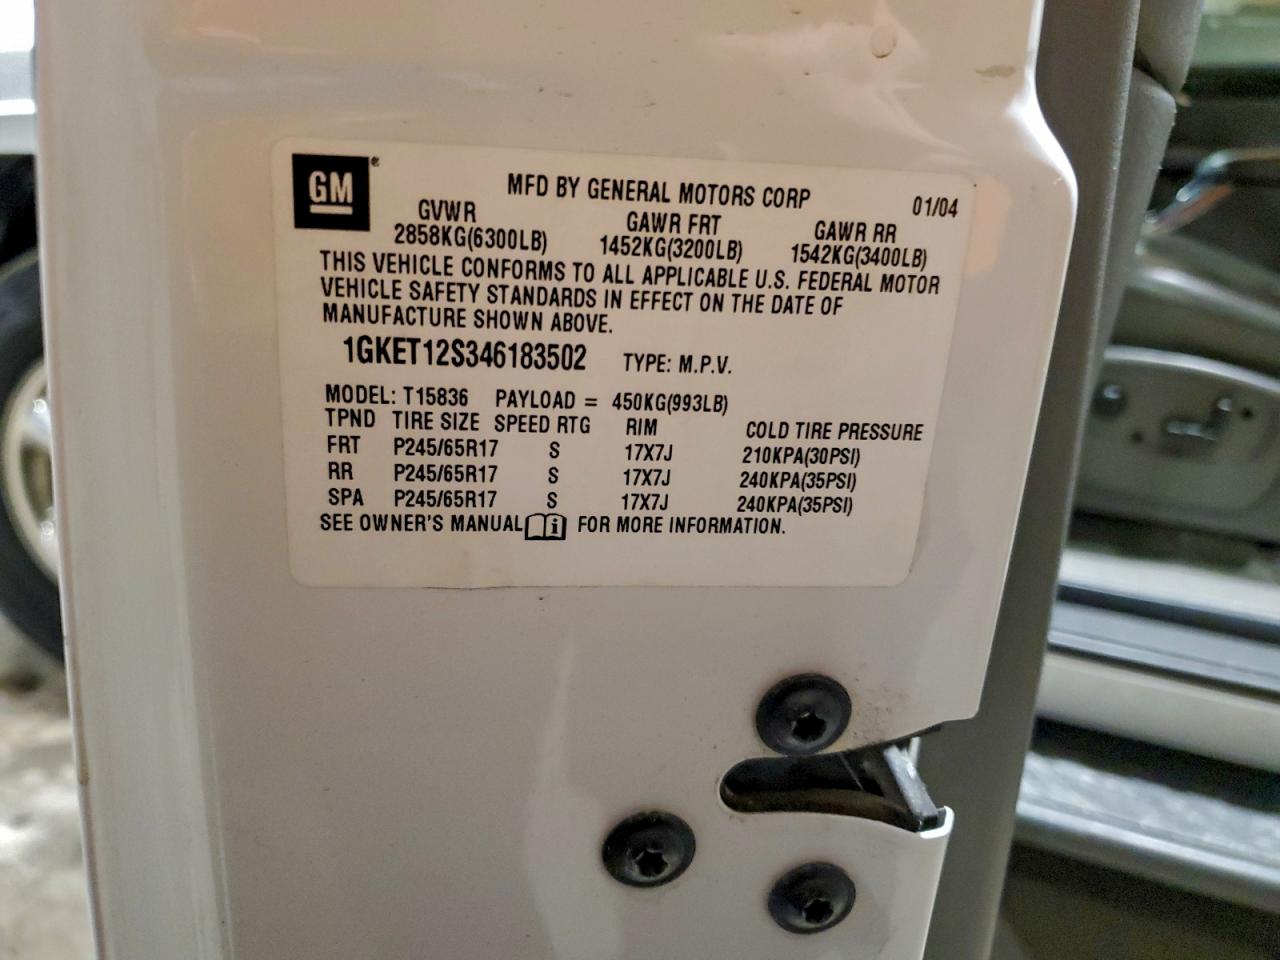 GM®
MFD BY GENERAL MOTORS CORP 01/04
GVWR GAWR FRT GAWR RR
2858KG(6300LB) 1452KG(3200LB) 1542KG(3400LB)
THIS VEHICLE CONFORMS TO ALL APPLICABLE U.S. FEDERAL MOTOR
VEHICLE SAFETY STANDARDS IN EFFECT ON THE DATE OF
MANUFACTURE SHOWN ABOVE.
1GKET12S346183502 TYPE: M.P.V.
MODEL: T15836 PAYLOAD = 450KG(993LB)
TPND TIRE SIZE SPEED RTG RIM COLD TIRE PRESSURE
FRT P245/65R17 S 17X7J 210KPA(30PSI)
RR P245/65R17 S 17X7J 240KPA(35PSI)
SPA P245/65R17 S 17X7J 240KPA(35PSI)
SEE OWNER'S MANUAL i FOR MORE INFORMATION.